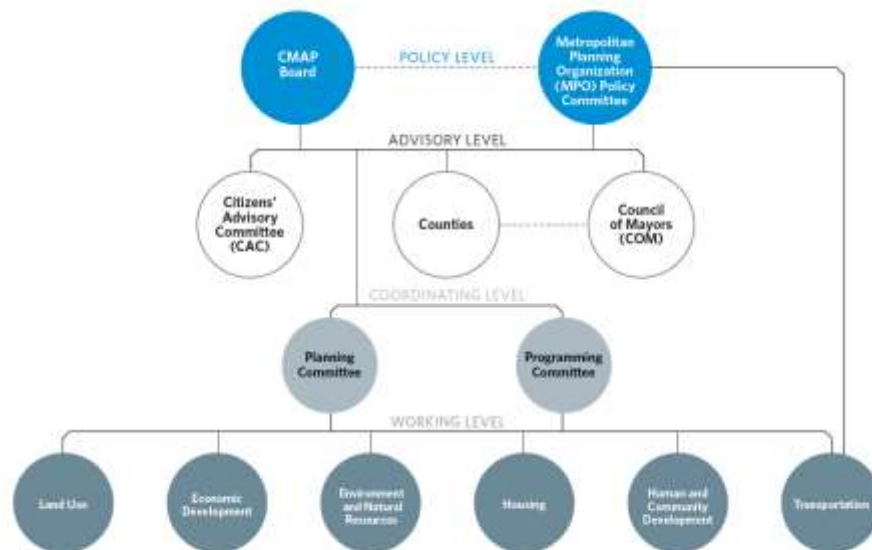 CMAP
Board
POLICY LEVEL
Metropolitan
Planning
Organization
(MPO) Policy
Committee
ADVISORY LEVEL
Citizens'
Advisory
Committee
(CAC)
Counties
Council
of Mayors
(COM)
COORDINATING LEVEL
Planning
Committee
Programming
Committee
WORKING LEVEL
Land Use
Economic
Development
Environment
and Natural
Resources
Housing
Human and
Community
Development
Transportation